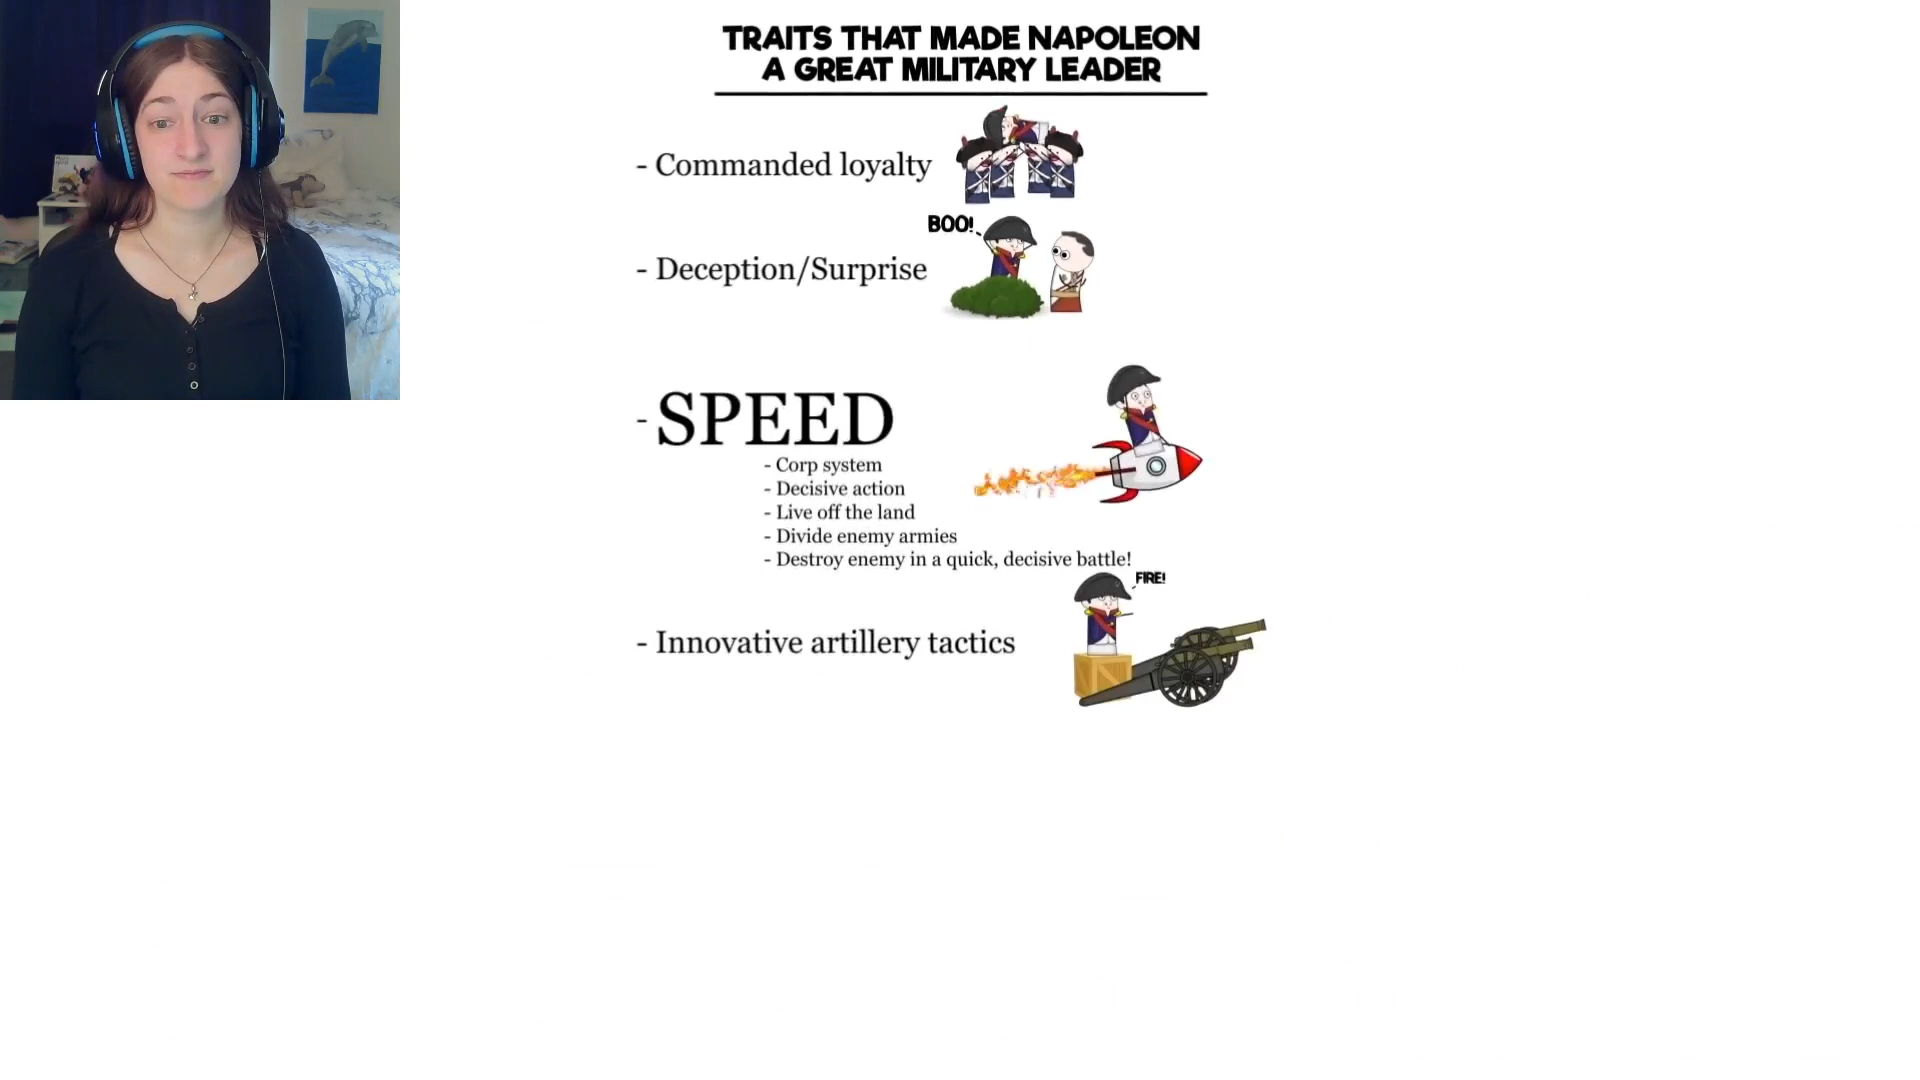 TRAITS THAT MADE NAPOLEON
A GREAT MILITARY LEADER
- Commanded loyalty
BOO!
- Deception/Surprise
- SPEED
- Corp system
- Decisive action
- Live off the land
- Divide enemy armies
- Destroy enemy in a quick, decisive battle!
FIRE!
- Innovative artillery tactics